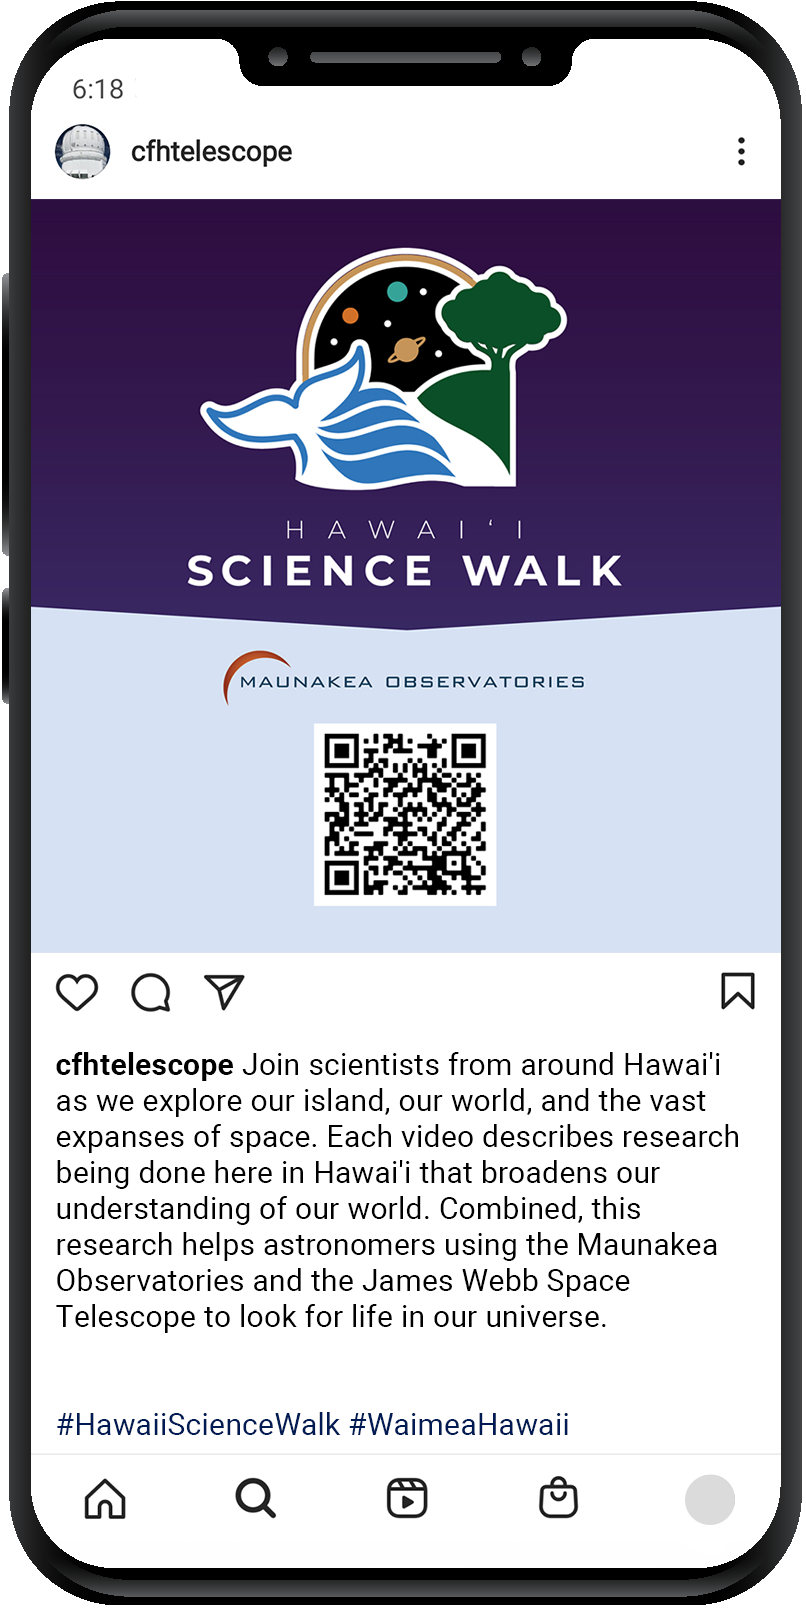 6:18
cfhtelescope
HAWAIʻI
SCIENCE WALK
MAUNAKEA OBSERVATORIES
cfhtelescope Join scientists from around Hawai'i
as we explore our island, our world, and the vast
expanses of space. Each video describes research
being done here in Hawai'i that broadens our
understanding of our world. Combined, this
research helps astronomers using the Maunakea
Observatories and the James Webb Space
Telescope to look for life in our universe.
#HawaiiScienceWalk #WaimeaHawaii